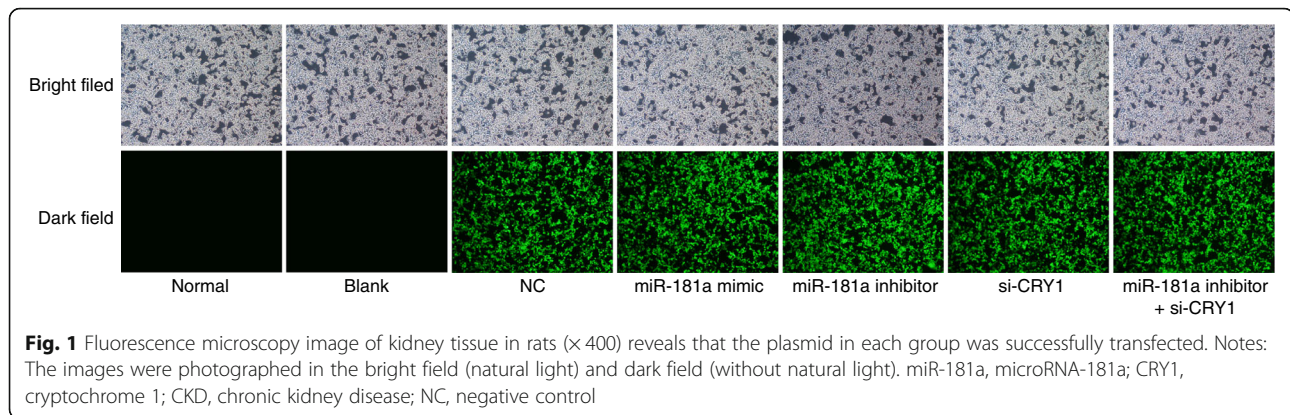 Bright filed
Dark field
Normal
Blank
NC
miR-181a mimic
miR-181a inhibitor
si-CRY1
miR-181a inhibitor
+ si-CRY1
Fig. 1 Fluorescence microscopy image of kidney tissue in rats (× 400) reveals that the plasmid in each group was successfully transfected. Notes:
The images were photographed in the bright field (natural light) and dark field (without natural light). miR-181a, microRNA-181a; CRY1,
cryptochrome 1; CKD, chronic kidney disease; NC, negative control